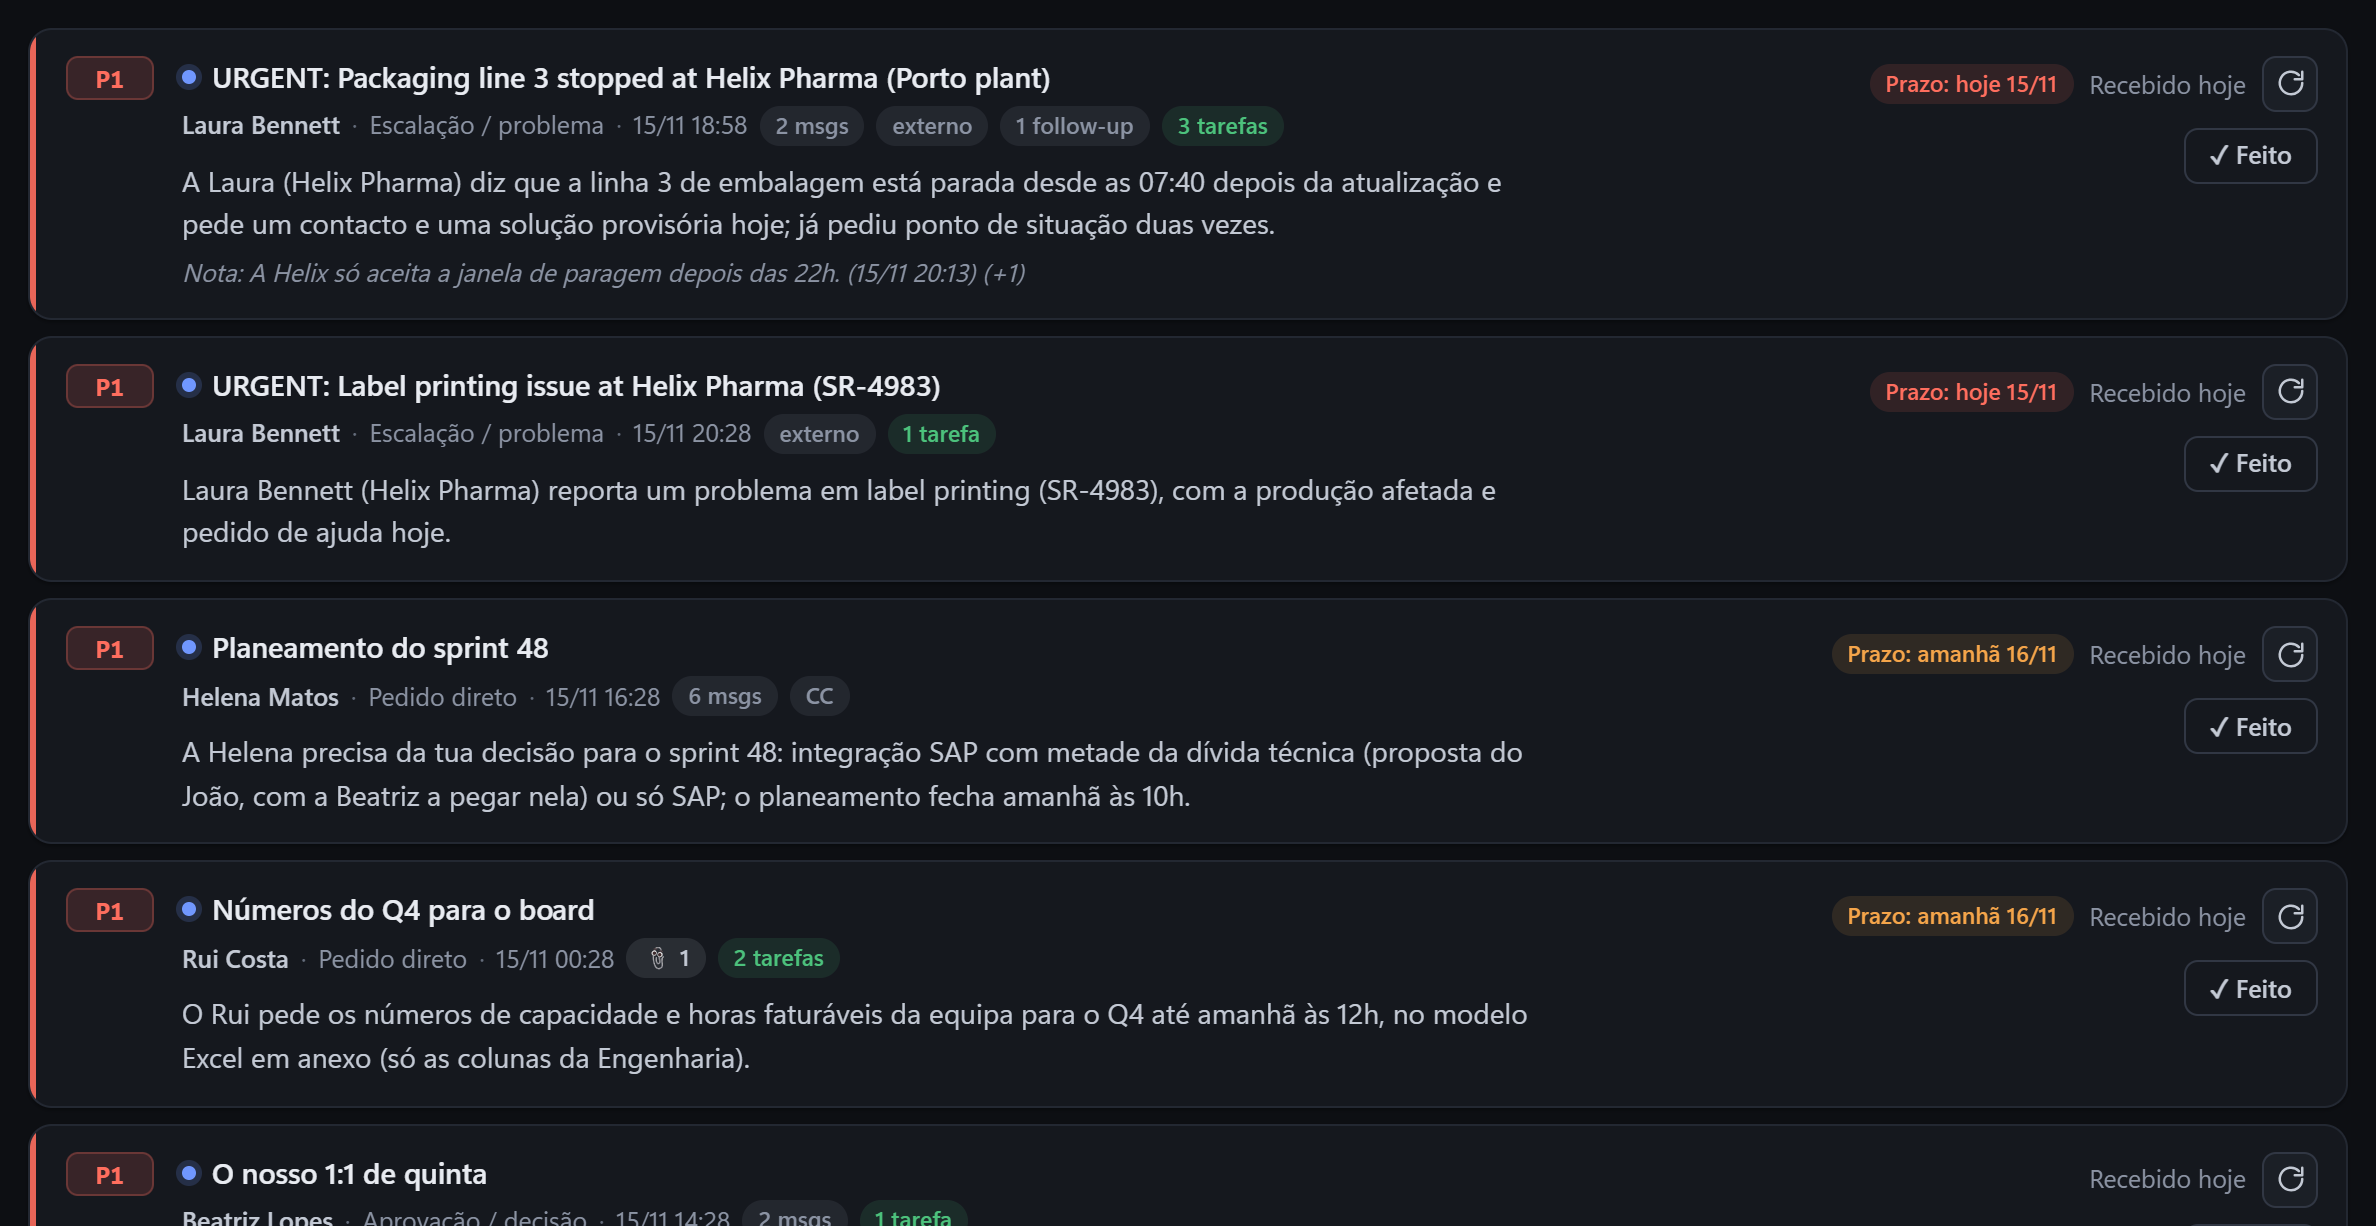 P1
URGENT: Packaging line 3 stopped at Helix Pharma (Porto plant)
Prazo: hoje 15/11
Recebido hoje
Laura Bennett · Escalação / problema · 15/11 18:58 2 msgs externo 1 follow-up 3 tarefas
✓ Feito
A Laura (Helix Pharma) diz que a linha 3 de embalagem está parada desde as 07:40 depois da atualização e
pede um contacto e uma solução provisória hoje; já pediu ponto de situação duas vezes.
Nota: A Helix só aceita a janela de paragem depois das 22h. (15/11 20:13) (+1)
P1
URGENT: Label printing issue at Helix Pharma (SR-4983)
Prazo: hoje 15/11
Recebido hoje
Laura Bennett · Escalação / problema · 15/11 20:28 externo 1 tarefa
✓ Feito
Laura Bennett (Helix Pharma) reporta um problema em label printing (SR-4983), com a produção afetada e
pedido de ajuda hoje.
P1
Planeamento do sprint 48
Prazo: amanhã 16/11
Recebido hoje
Helena Matos · Pedido direto · 15/11 16:28 6 msgs CC
✓ Feito
A Helena precisa da tua decisão para o sprint 48: integração SAP com metade da dívida técnica (proposta do
João, com a Beatriz a pegar nela) ou só SAP; o planeamento fecha amanhã às 10h.
P1
Números do Q4 para o board
Prazo: amanhã 16/11
Recebido hoje
Rui Costa · Pedido direto · 15/11 00:28 1 2 tarefas
✓ Feito
O Rui pede os números de capacidade e horas faturáveis da equipa para o Q4 até amanhã às 12h, no modelo
Excel em anexo (só as colunas da Engenharia).
P1
O nosso 1:1 de quinta
Recebido hoje
Beatriz Lopes · Aprovação / decisão · 15/11 14:28 2 msgs 1 tarefa